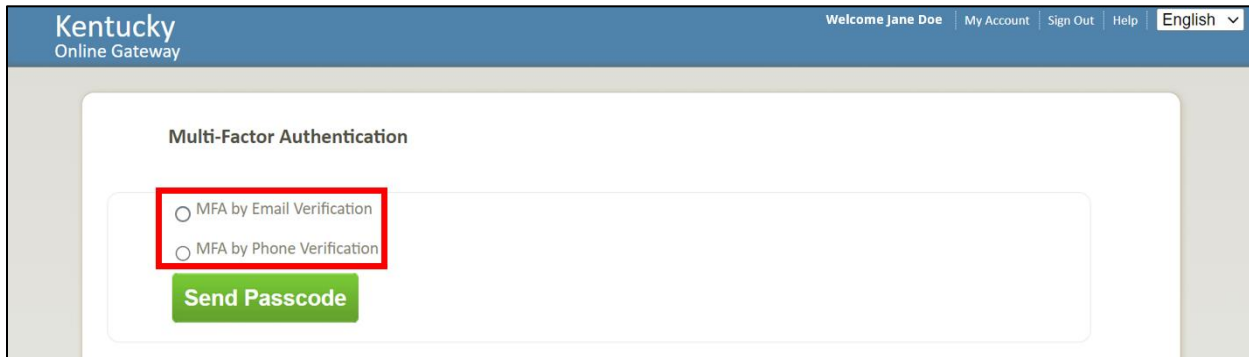 Kentucky
Online Gateway
Welcome Jane Doe
My Account
Sign Out
Help
English
Multi-Factor Authentication
MFA by Email Verification
MFA by Phone Verification
Send Passcode